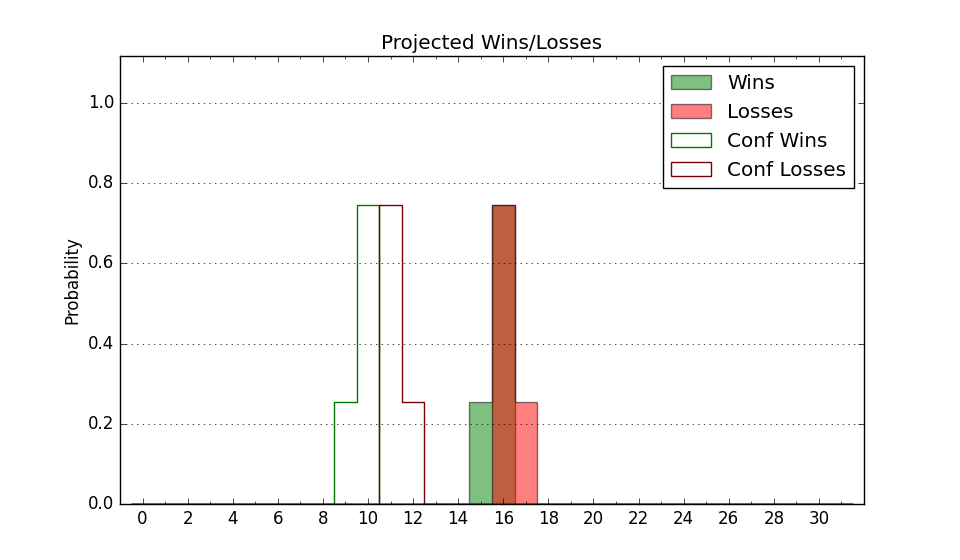 Projected Wins/Losses
Wins
Losses
Conf Wins
Conf Losses
Probability
1.0
0.8
0.6
0.4
0.2
0.0
0 2 4 6 8 10 12 14 16 18 20 22 24 26 28 30